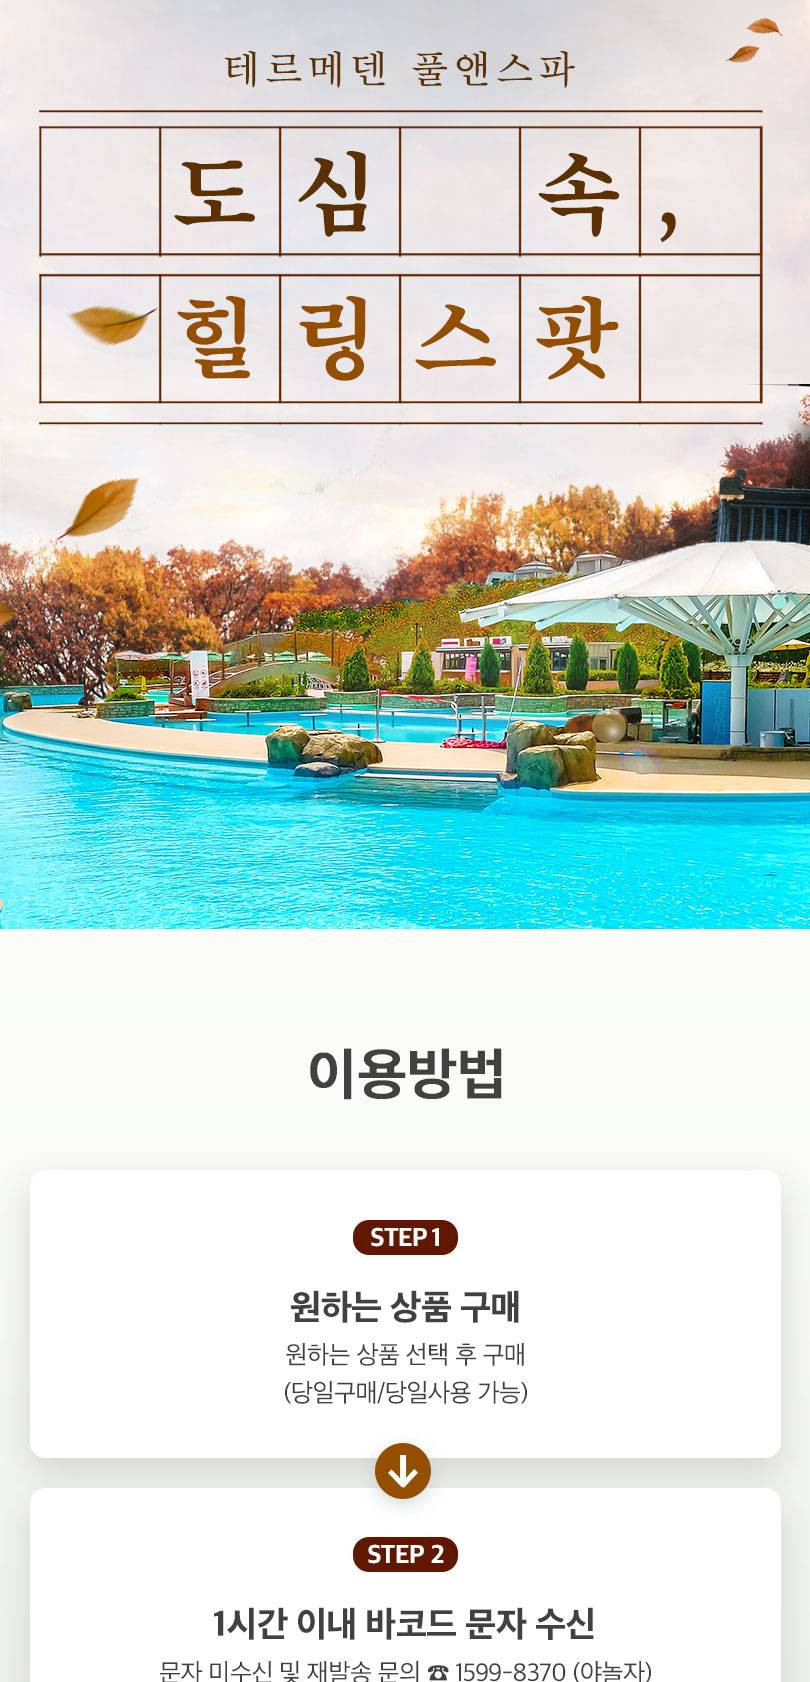 테르메덴 풀앤스파
도심 속,
힐링스팟
이용방법
STEP 1
원하는 상품 구매
원하는 상품 선택 후 구매
(당일구매/당일사용 가능)
STEP 2
1시간 이내 바코드 문자 수신
문자 미수신 및 재발송 문의 ☎ 1599-8370 (야놀자)